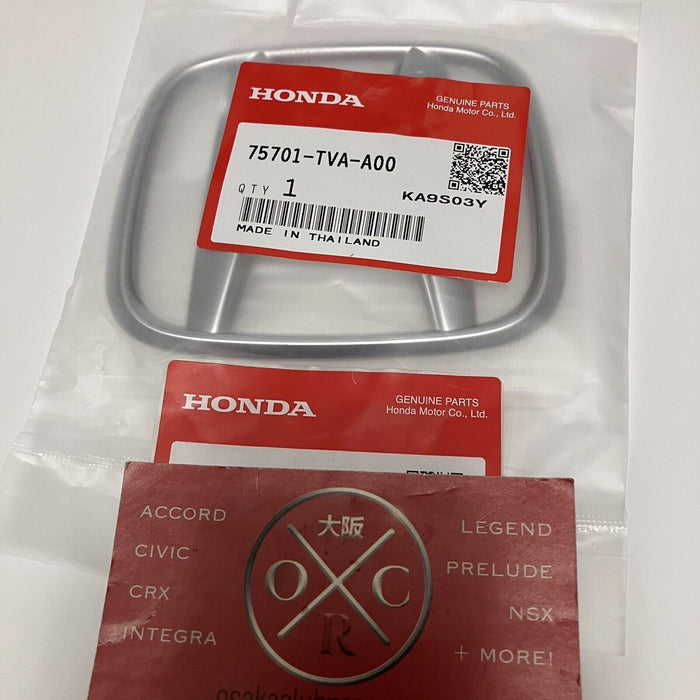 HONDA
GENUINE PARTS
Honda Motor Co., Ltd.
75701-TVA-A00
QTY 1
KA9S03Y
MADE IN THAILAND
HONDA
GENUINE PARTS
Honda Motor Co., Ltd.
ACCORD
CIVIC
CRX
INTEGRA
大阪
O C
R
LEGEND
PRELUDE
NSX
+ MORE!